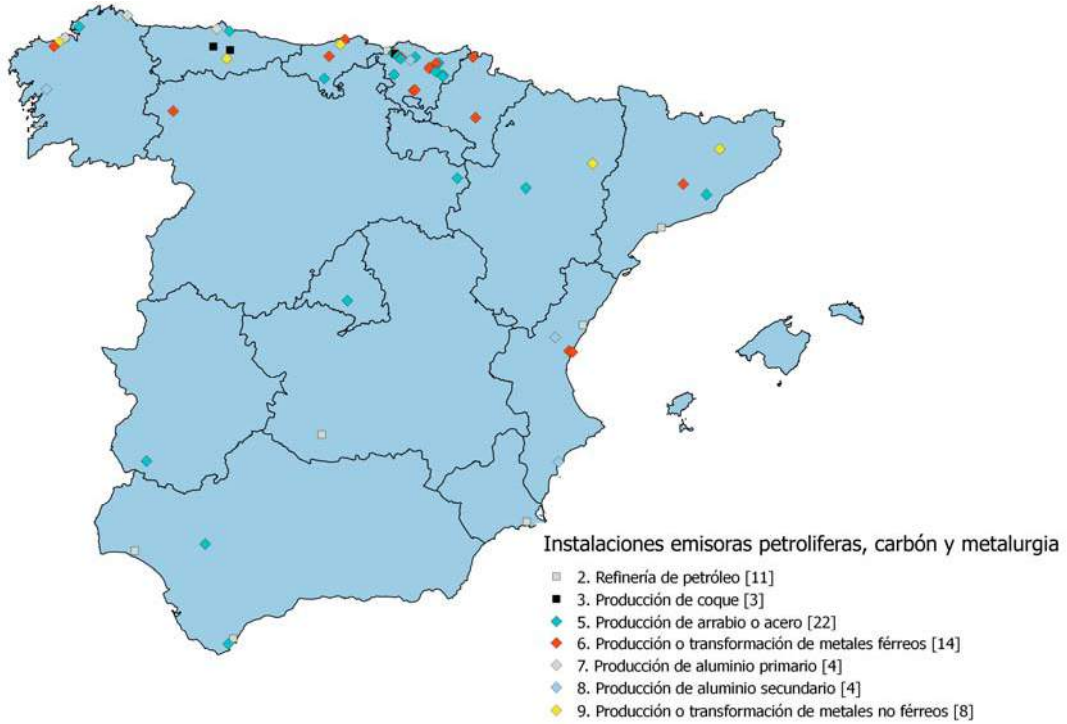 Instalaciones emisoras petroliferas, carbón y metalurgia
2. Refinería de petróleo [11]
3. Producción de coque [3]
5. Producción de arrabio o acero [22]
6. Producción o transformación de metales férreos [14]
7. Producción de aluminio primario [4]
8. Producción de aluminio secundario [4]
9. Producción o transformación de metales no férreos [8]